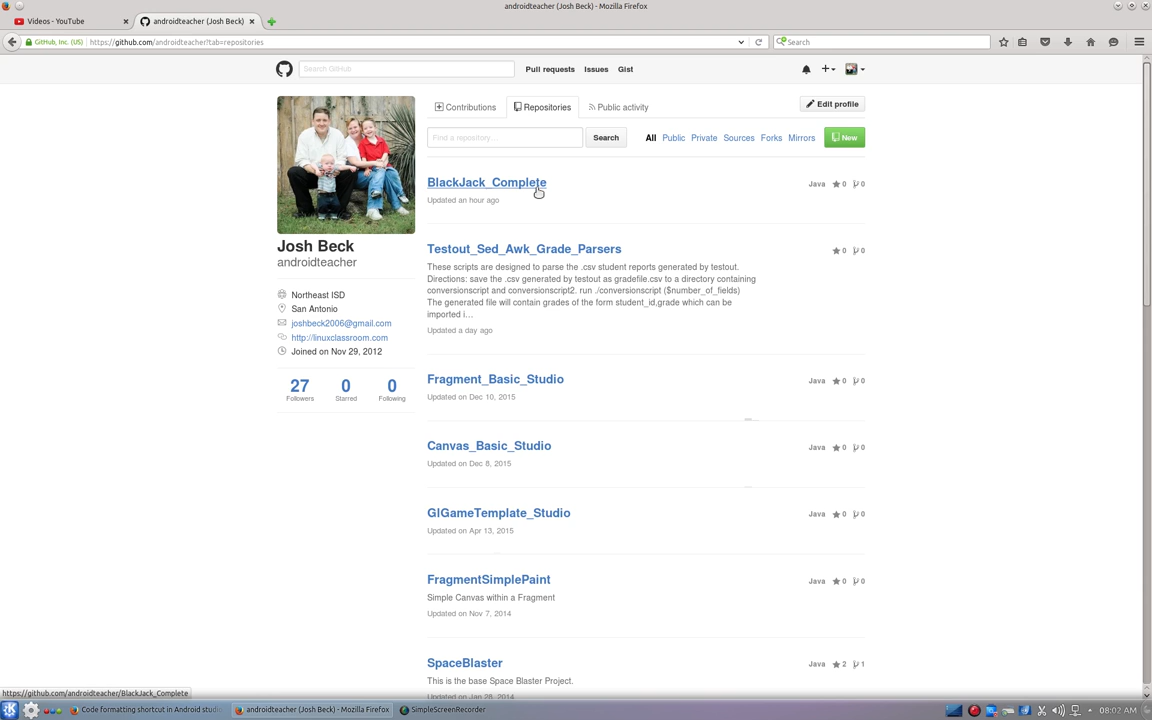 androidteacher (Josh Beck) - Mozilla Firefox
Videos - YouTube
androidteacher (Josh Beck)
GitHub, Inc. (US)
https://github.com/androidteacher?tab=repositories
Search
Search GitHub
Pull requests
Issues
Gist
Contributions
Repositories
Public activity
Edit profile
Find a repository…
Search
All
Public
Private
Sources
Forks
Mirrors
New
BlackJack_Complete
Java 0 0
Updated an hour ago
Josh Beck
androidteacher
Northeast ISD
San Antonio
joshbeck2006@gmail.com
http://linuxclassroom.com
Joined on Nov 29, 2012
27
Followers
0
Starred
0
Following
Testout_Sed_Awk_Grade_Parsers
0 0
These scripts are designed to parse the .csv student reports generated by testout.
Directions: save the .csv generated by testout as gradefile.csv to a directory containing
conversionscript and conversionscript2. run ./conversionscript ($number_of_fields)
The generated file will contain grades of the form student_id,grade which can be
imported i…
Updated a day ago
Fragment_Basic_Studio
Java 0 0
Updated on Dec 10, 2015
Canvas_Basic_Studio
Java 0 0
Updated on Dec 8, 2015
GlGameTemplate_Studio
Java 0 0
Updated on Apr 13, 2015
FragmentSimplePaint
Java 0 0
Simple Canvas within a Fragment
Updated on Nov 7, 2014
SpaceBlaster
Java 2 1
This is the base Space Blaster Project.
Updated on Jan 28, 2014
https://github.com/androidteacher/BlackJack_Complete
Code formatting shortcut in Android studi
androidteacher (Josh Beck) - Mozilla Firefox
SimpleScreenRecorder
08:02 AM